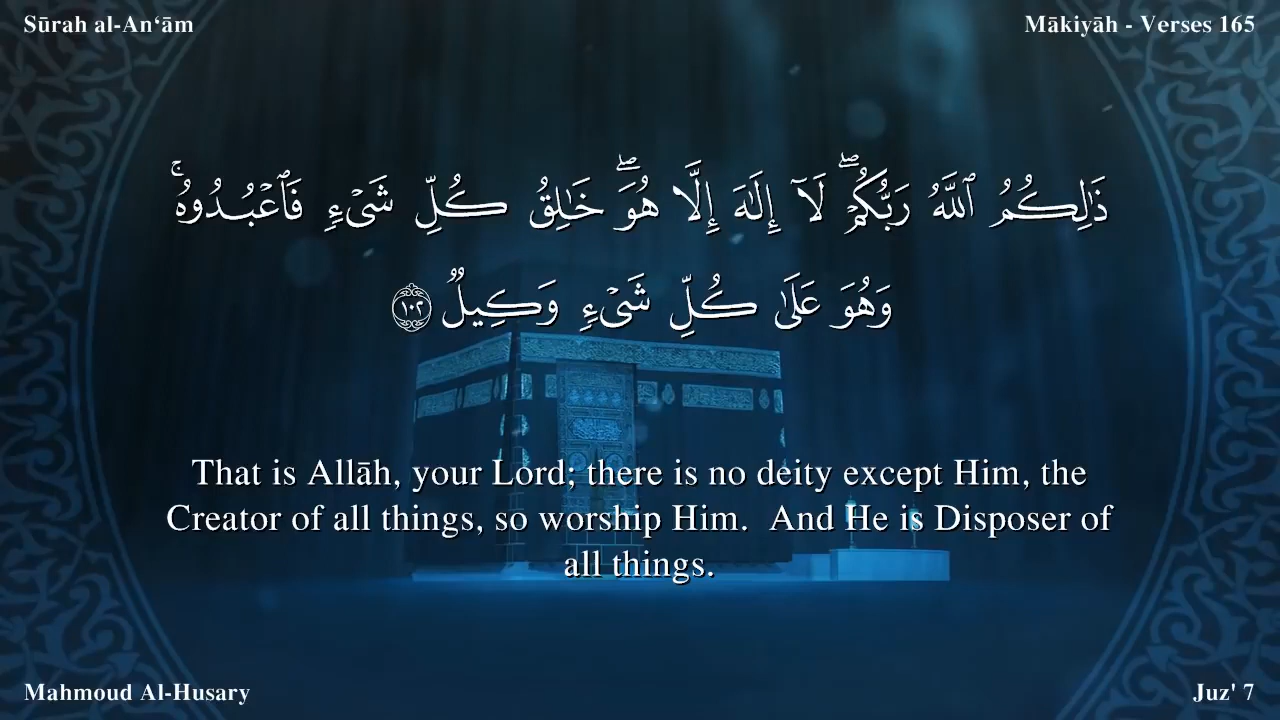 Sūrah al-An‘ām
Mākiyāh - Verses 165
ذَٰلِكُمُ ٱللَّهُ رَبُّكُمْۖ لَآ إِلَٰهَ إِلَّا هُوَۖ خَٰلِقُ كُلِّ شَىْءٍ فَٱعْبُدُوهُۚ
وَهُوَ عَلَىٰ كُلِّ شَىْءٍ وَكِيلٌ ١٠٢
That is Allāh, your Lord; there is no deity except Him, the
Creator of all things, so worship Him.  And He is Disposer of
all things.
Mahmoud Al-Husary
Juz' 7